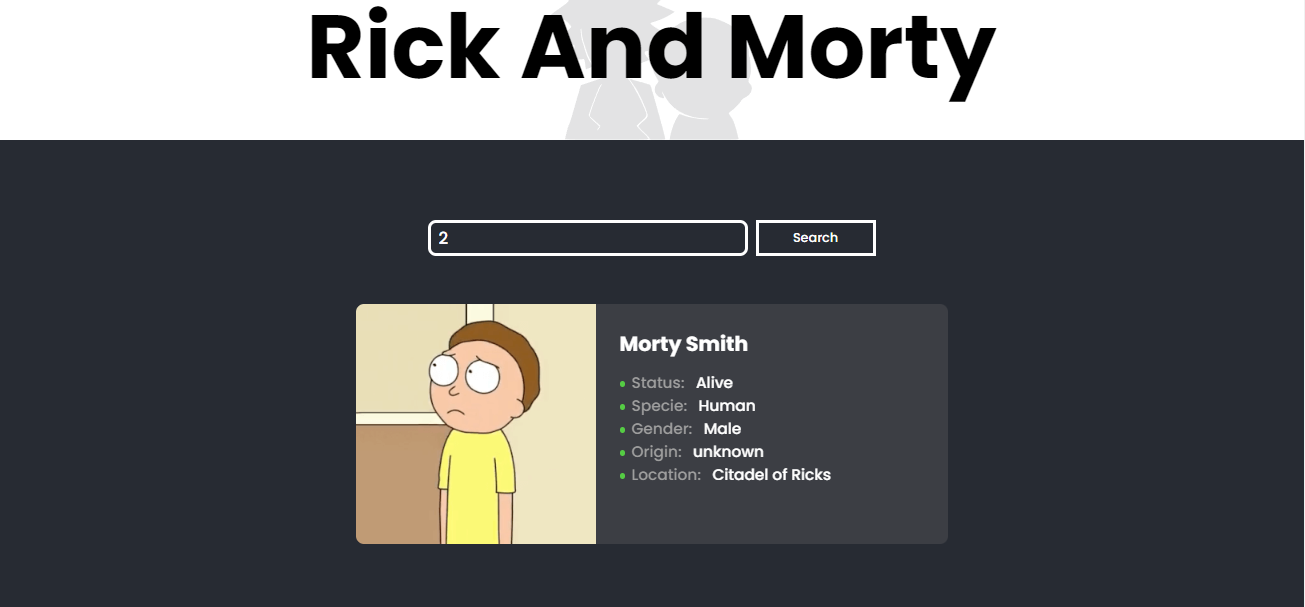 Rick And Morty
2
Search
Morty Smith
Status: Alive
Specie: Human
Gender: Male
Origin: unknown
Location: Citadel of Ricks